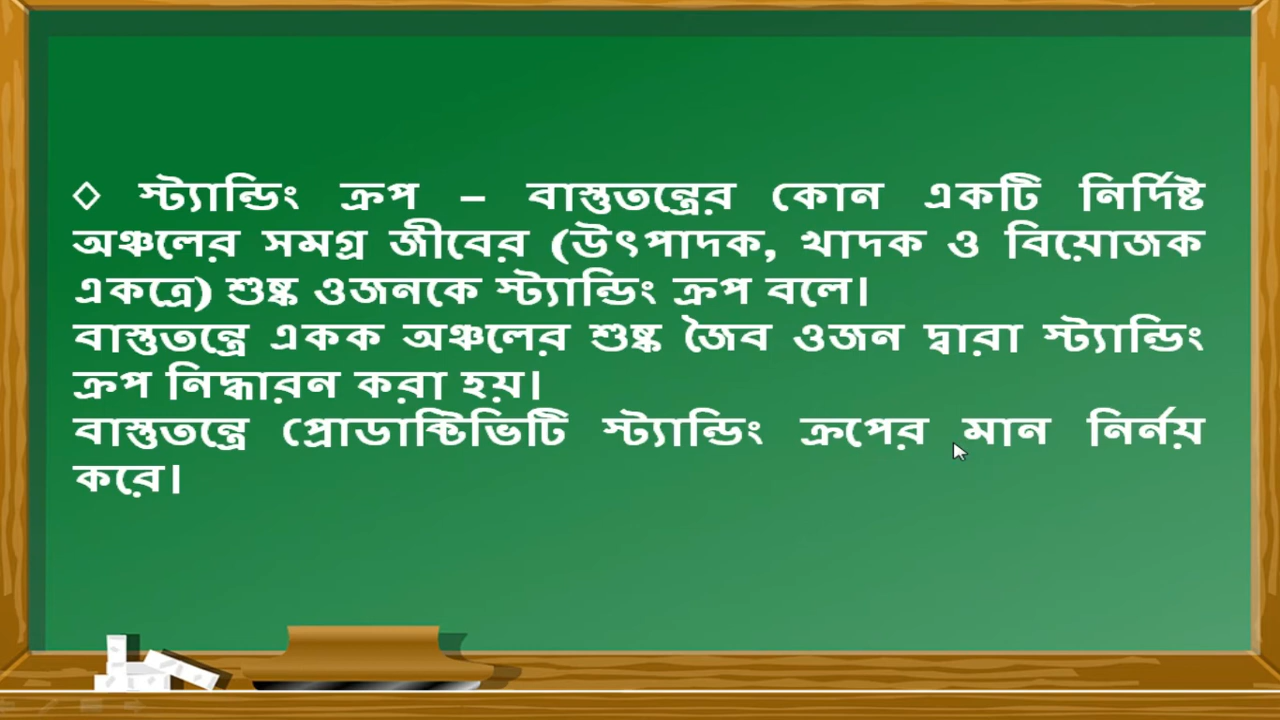 ◊ স্ট্যান্ডিং ক্রপ – বাস্তুতন্ত্রের কোন একটি নির্দিষ্ট
অঞ্চলের সমগ্র জীবের (উৎপাদক, খাদক ও বিয়োজক
একত্রে) শুষ্ক ওজনকে স্ট্যান্ডিং ক্রপ বলে।
বাস্তুতন্ত্রে একক অঞ্চলের শুষ্ক জৈব ওজন দ্বারা স্ট্যান্ডিং
ক্রপ নিদ্ধারন করা হয়।
বাস্তুতন্ত্রে প্রোডাক্টিভিটি স্ট্যান্ডিং ক্রপের মান নির্নয়
করে।